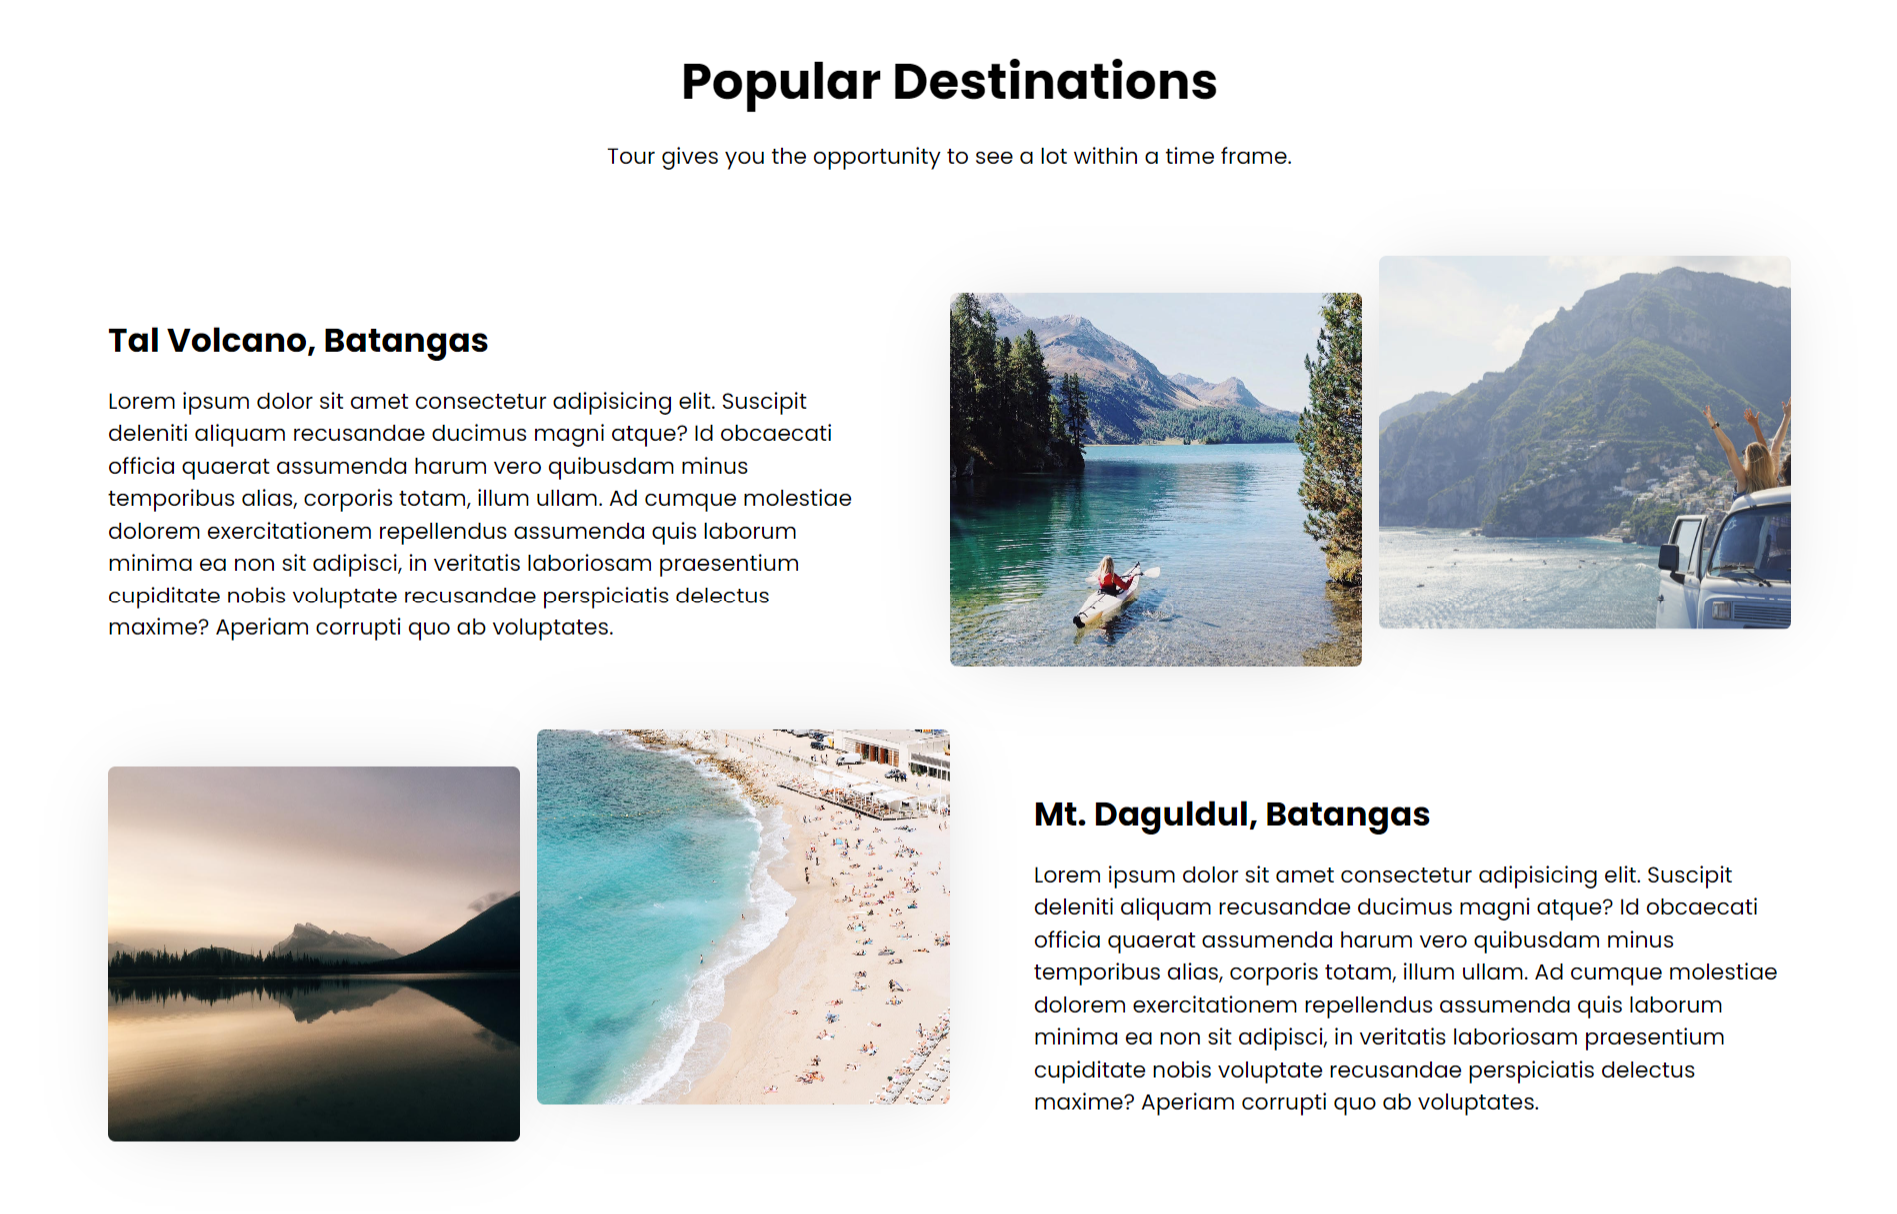 Popular Destinations
Tour gives you the opportunity to see a lot within a time frame.
Tal Volcano, Batangas
Lorem ipsum dolor sit amet consectetur adipisicing elit. Suscipit
deleniti aliquam recusandae ducimus magni atque? Id obcaecati
officia quaerat assumenda harum vero quibusdam minus
temporibus alias, corporis totam, illum ullam. Ad cumque molestiae
dolorem exercitationem repellendus assumenda quis laborum
minima ea non sit adipisci, in veritatis laboriosam praesentium
cupiditate nobis voluptate recusandae perspiciatis delectus
maxime? Aperiam corrupti quo ab voluptates.
Mt. Daguldul, Batangas
Lorem ipsum dolor sit amet consectetur adipisicing elit. Suscipit
deleniti aliquam recusandae ducimus magni atque? Id obcaecati
officia quaerat assumenda harum vero quibusdam minus
temporibus alias, corporis totam, illum ullam. Ad cumque molestiae
dolorem exercitationem repellendus assumenda quis laborum
minima ea non sit adipisci, in veritatis laboriosam praesentium
cupiditate nobis voluptate recusandae perspiciatis delectus
maxime? Aperiam corrupti quo ab voluptates.